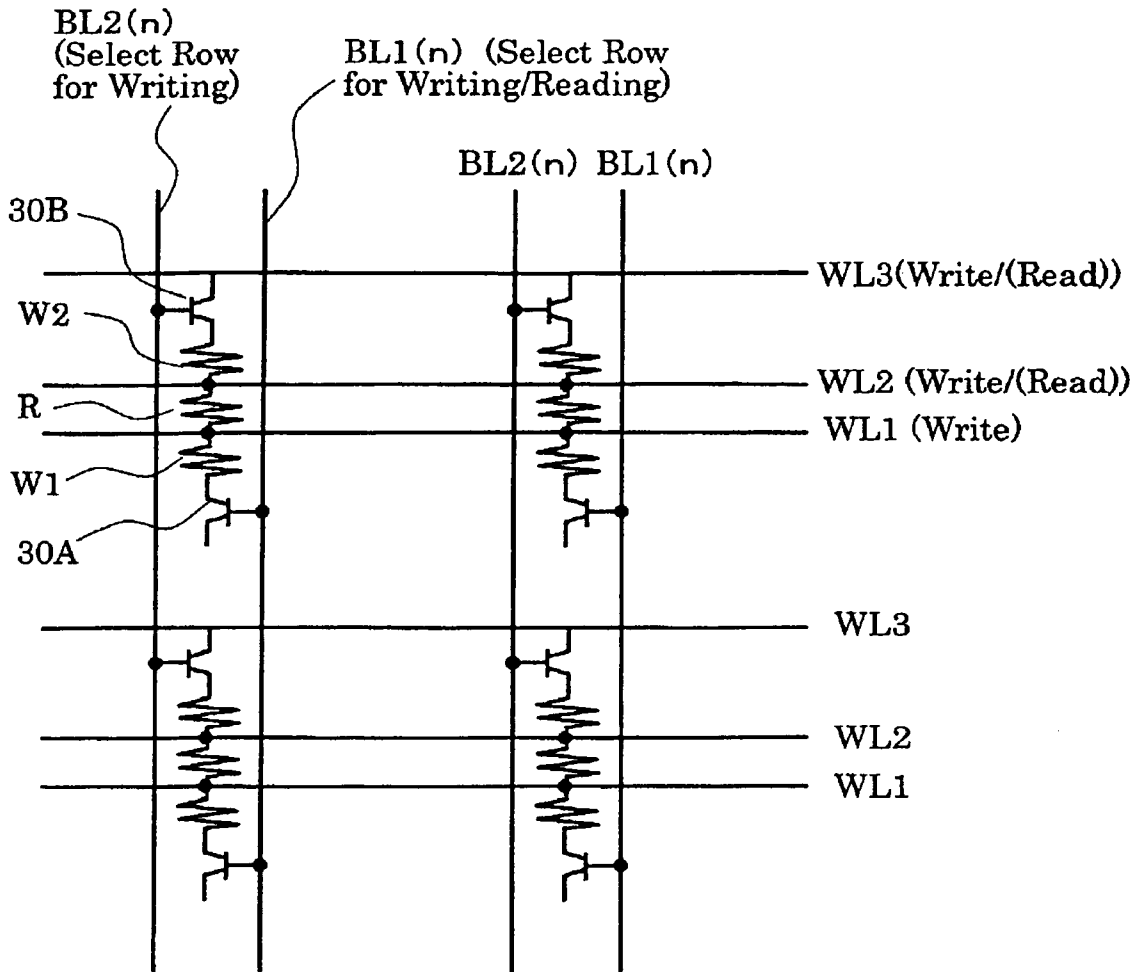 BL2(n)
(Select Row
for Writing)
BL1(n) (Select Row
for Writing/Reading)
BL2(n) BL1(n)
30B
WL3(Write/(Read))
W2
WL2 (Write/(Read))
R
WL1 (Write)
W1
30A
WL3
WL2
WL1